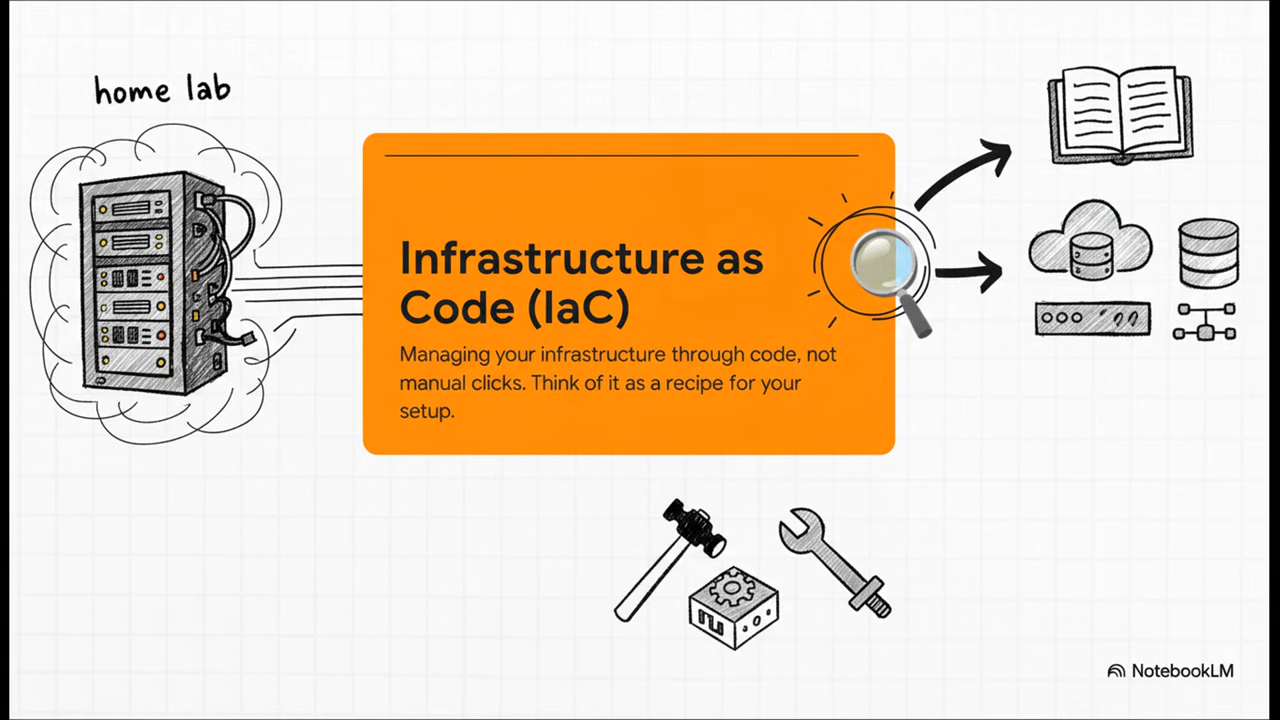 home lab
Infrastructure as
Code (IaC)
Managing your infrastructure through code, not
manual clicks. Think of it as a recipe for your
setup.
NotebookLM